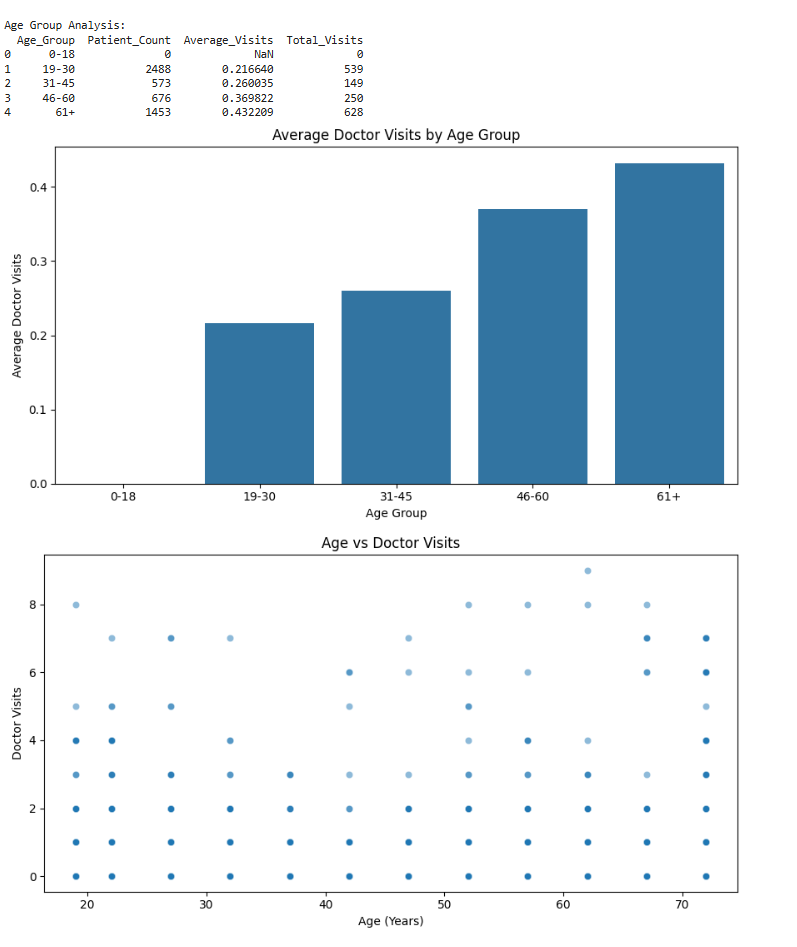 Age Group Analysis:
Age_Group Patient_Count Average_Visits Total_Visits
0 0-18 0 NaN 0
1 19-30 2488 0.216640 539
2 31-45 573 0.260035 149
3 46-60 676 0.369822 250
4 61+ 1453 0.432209 628
Average Doctor Visits by Age Group
0.4
0.3
0.2
0.1
0.0
Average Doctor Visits
0-18 19-30 31-45 46-60 61+
Age Group
Age vs Doctor Visits
8
6
4
2
0
Doctor Visits
20 30 40 50 60 70
Age (Years)